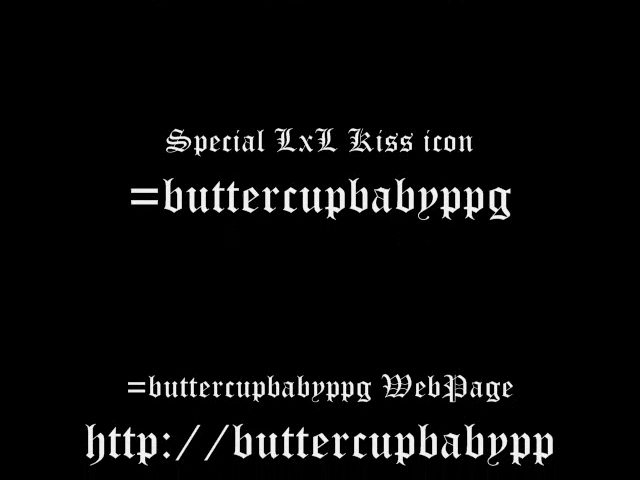 Special LxL Kiss icon
=buttercupbabyppg
=buttercupbabyppg WebPage
http://buttercupbabypp